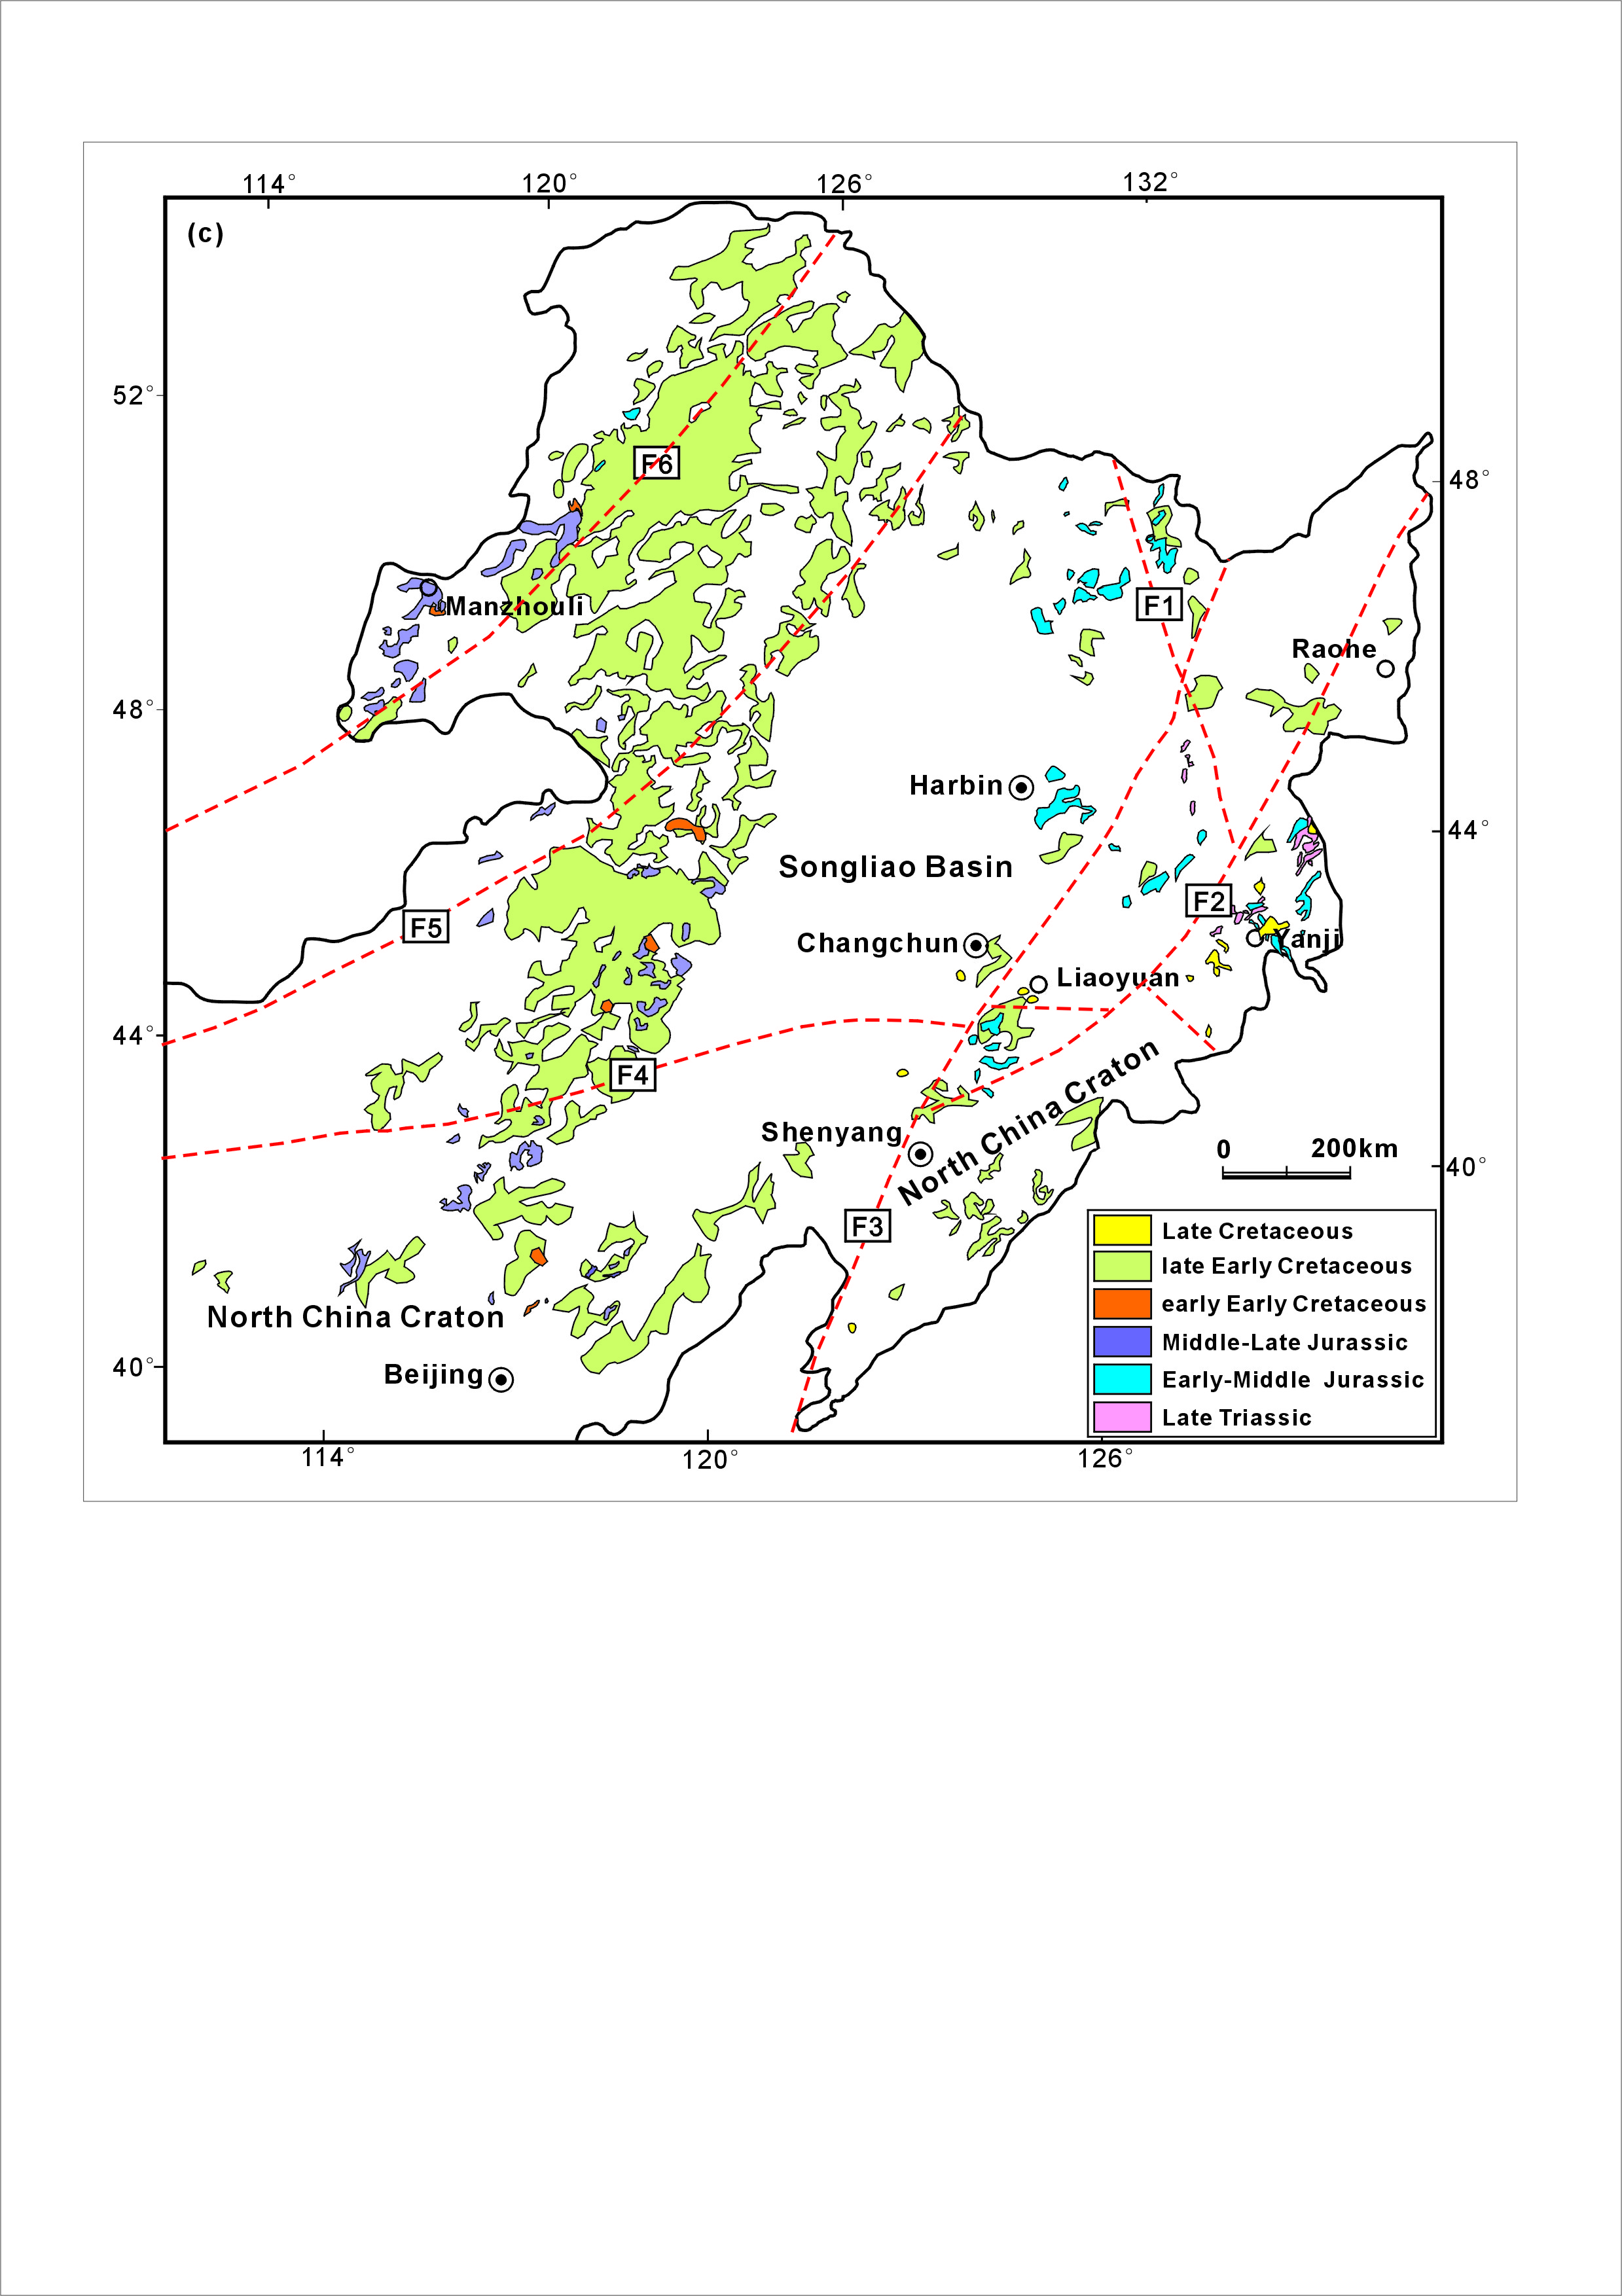 114° 120° 126° 132°
(c)
52°
F6
48°
F1
Manzhouli
Raohe
48°
Harbin
44°
Songliao Basin
F2
F5
Changchun
Yanji
Liaoyuan
44°
F4
Shenyang
North China Craton
0 200km
40°
F3
Late Cretaceous
late Early Cretaceous
early Early Cretaceous
North China Craton
Middle-Late Jurassic
40°
Beijing
Early-Middle Jurassic
Late Triassic
114° 120° 126°